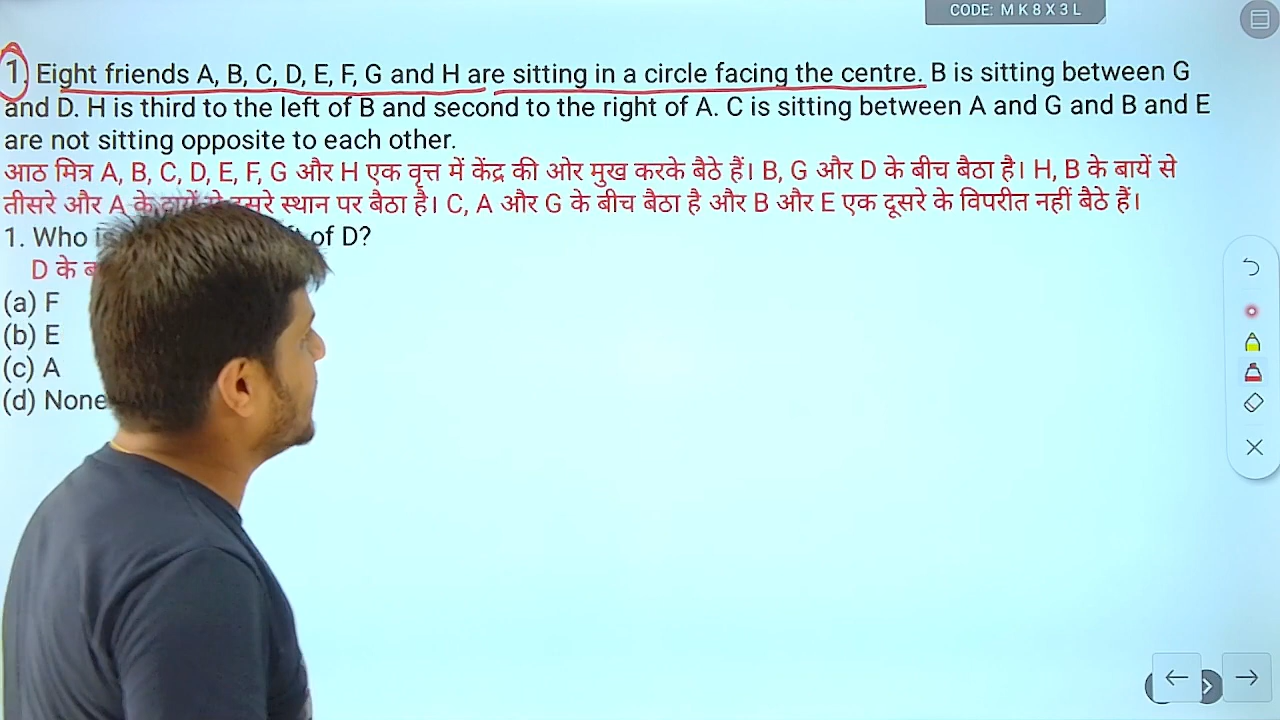 CODE: M K 8 X 3 L
1. Eight friends A, B, C, D, E, F, G and H are sitting in a circle facing the centre. B is sitting between G
and D. H is third to the left of B and second to the right of A. C is sitting between A and G and B and E
are not sitting opposite to each other.
आठ मित्र A, B, C, D, E, F, G और H एक वृत्त में केंद्र की ओर मुख करके बैठे हैं। B, G और D के बीच बैठा है। H, B के बायें से
तीसरे और A के स्थान पर बैठा है। C, A और G के बीच बैठा है और B और E एक दूसरे के विपरीत नहीं बैठे हैं।
1. Who of D?
D के
(a) F
(b) E
(c) A
(d) None